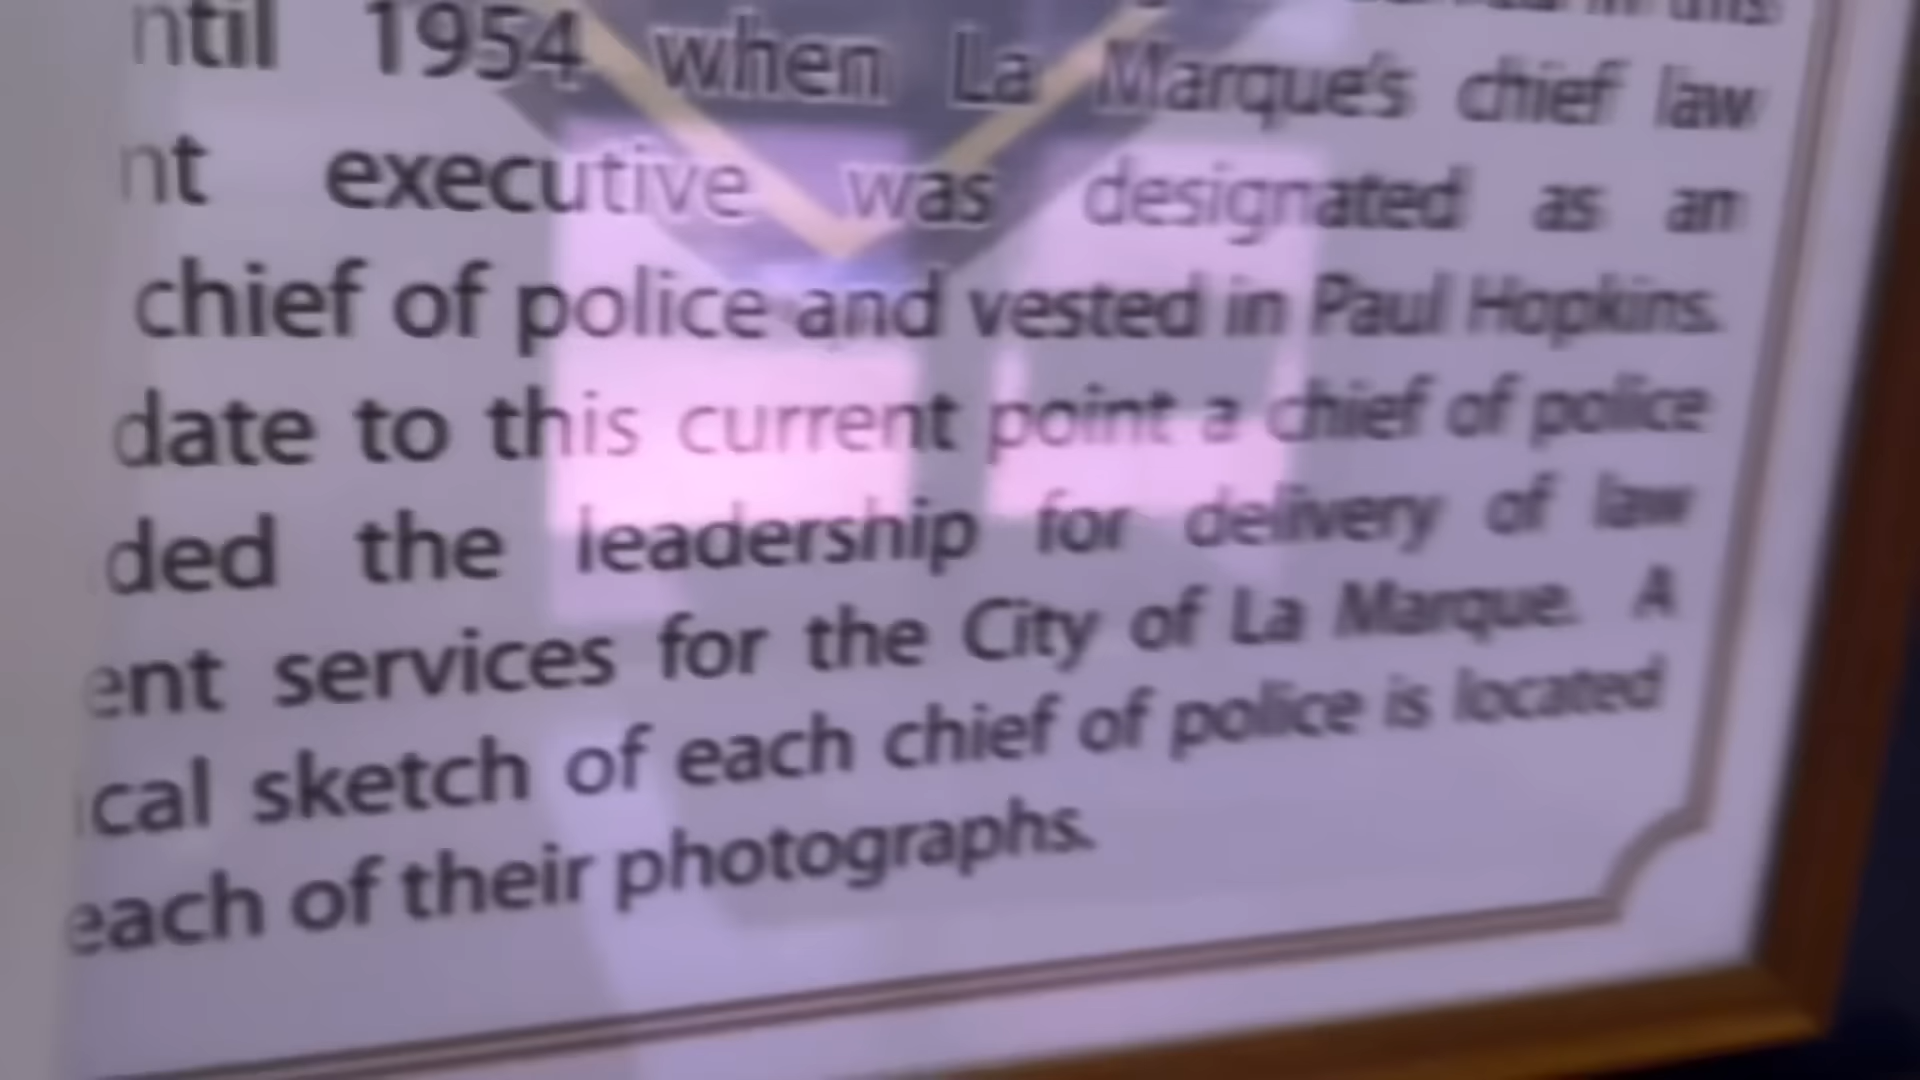 ntil 1954 when La Marque's chief law
nt executive was designated as an
chief of police and vested in Paul Hopkins.
date to this current point a chief of police
ded the leadership for delivery of law
ent services for the City of La Marque. A
cal sketch of each chief of police is located
each of their photographs.